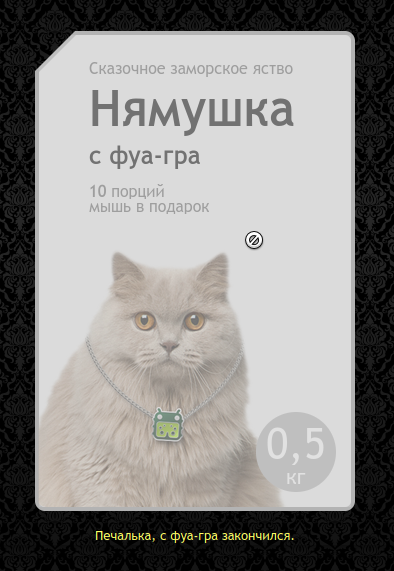 Сказочное заморское яство
Нямушка
с фуа-гра
10 порций
мышь в подарок
0,5
кг
Печалька, с фуа-гра закончился.